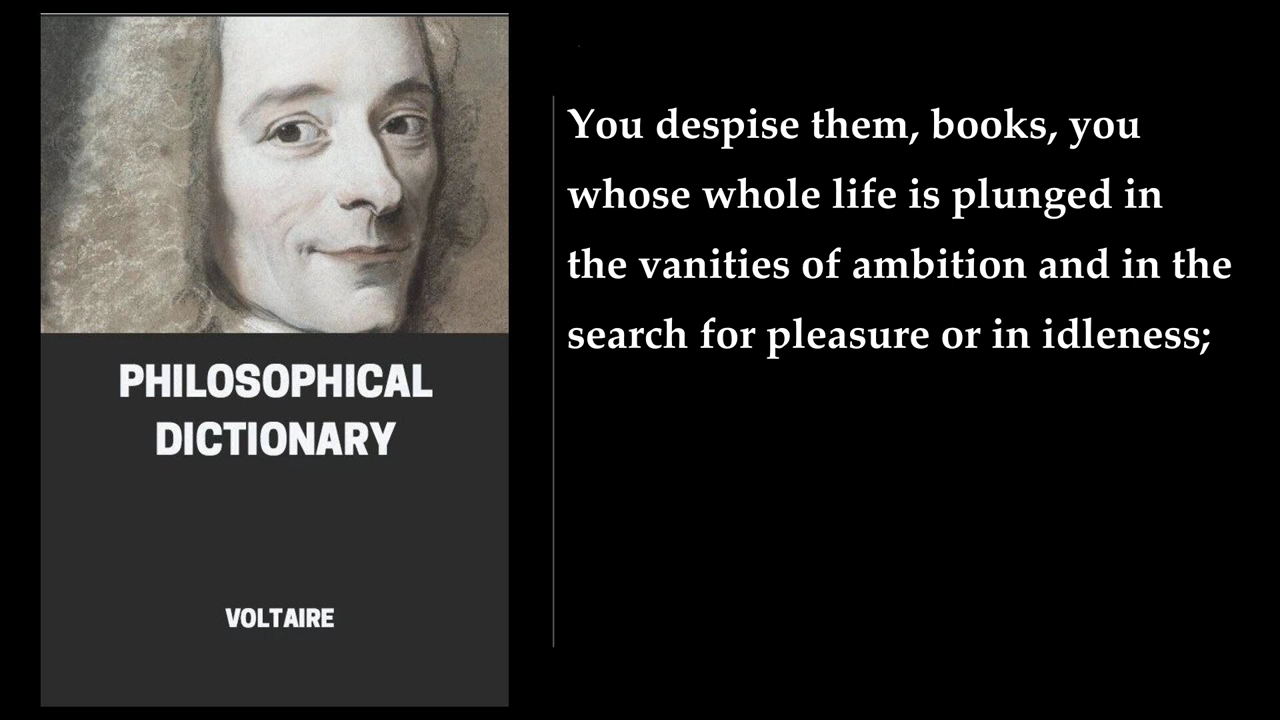 PHILOSOPHICAL
DICTIONARY
VOLTAIRE
You despise them, books, you
whose whole life is plunged in
the vanities of ambition and in the
search for pleasure or in idleness;